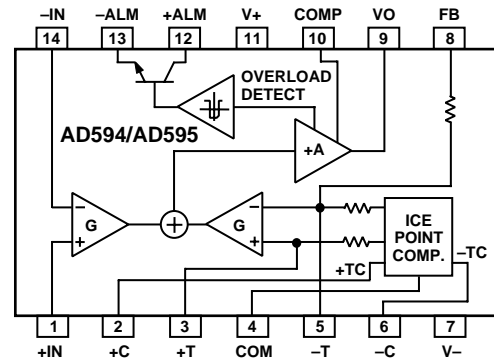 –IN –ALM +ALM V+ COMP VO FB
14 13 12 11 10 9 8
OVERLOAD
DETECT
AD594/AD595
+A
– –
G + G
+ +
ICE
POINT
COMP.
–TC
+TC
1 2 3 4 5 6 7
+IN +C +T COM –T –C V–